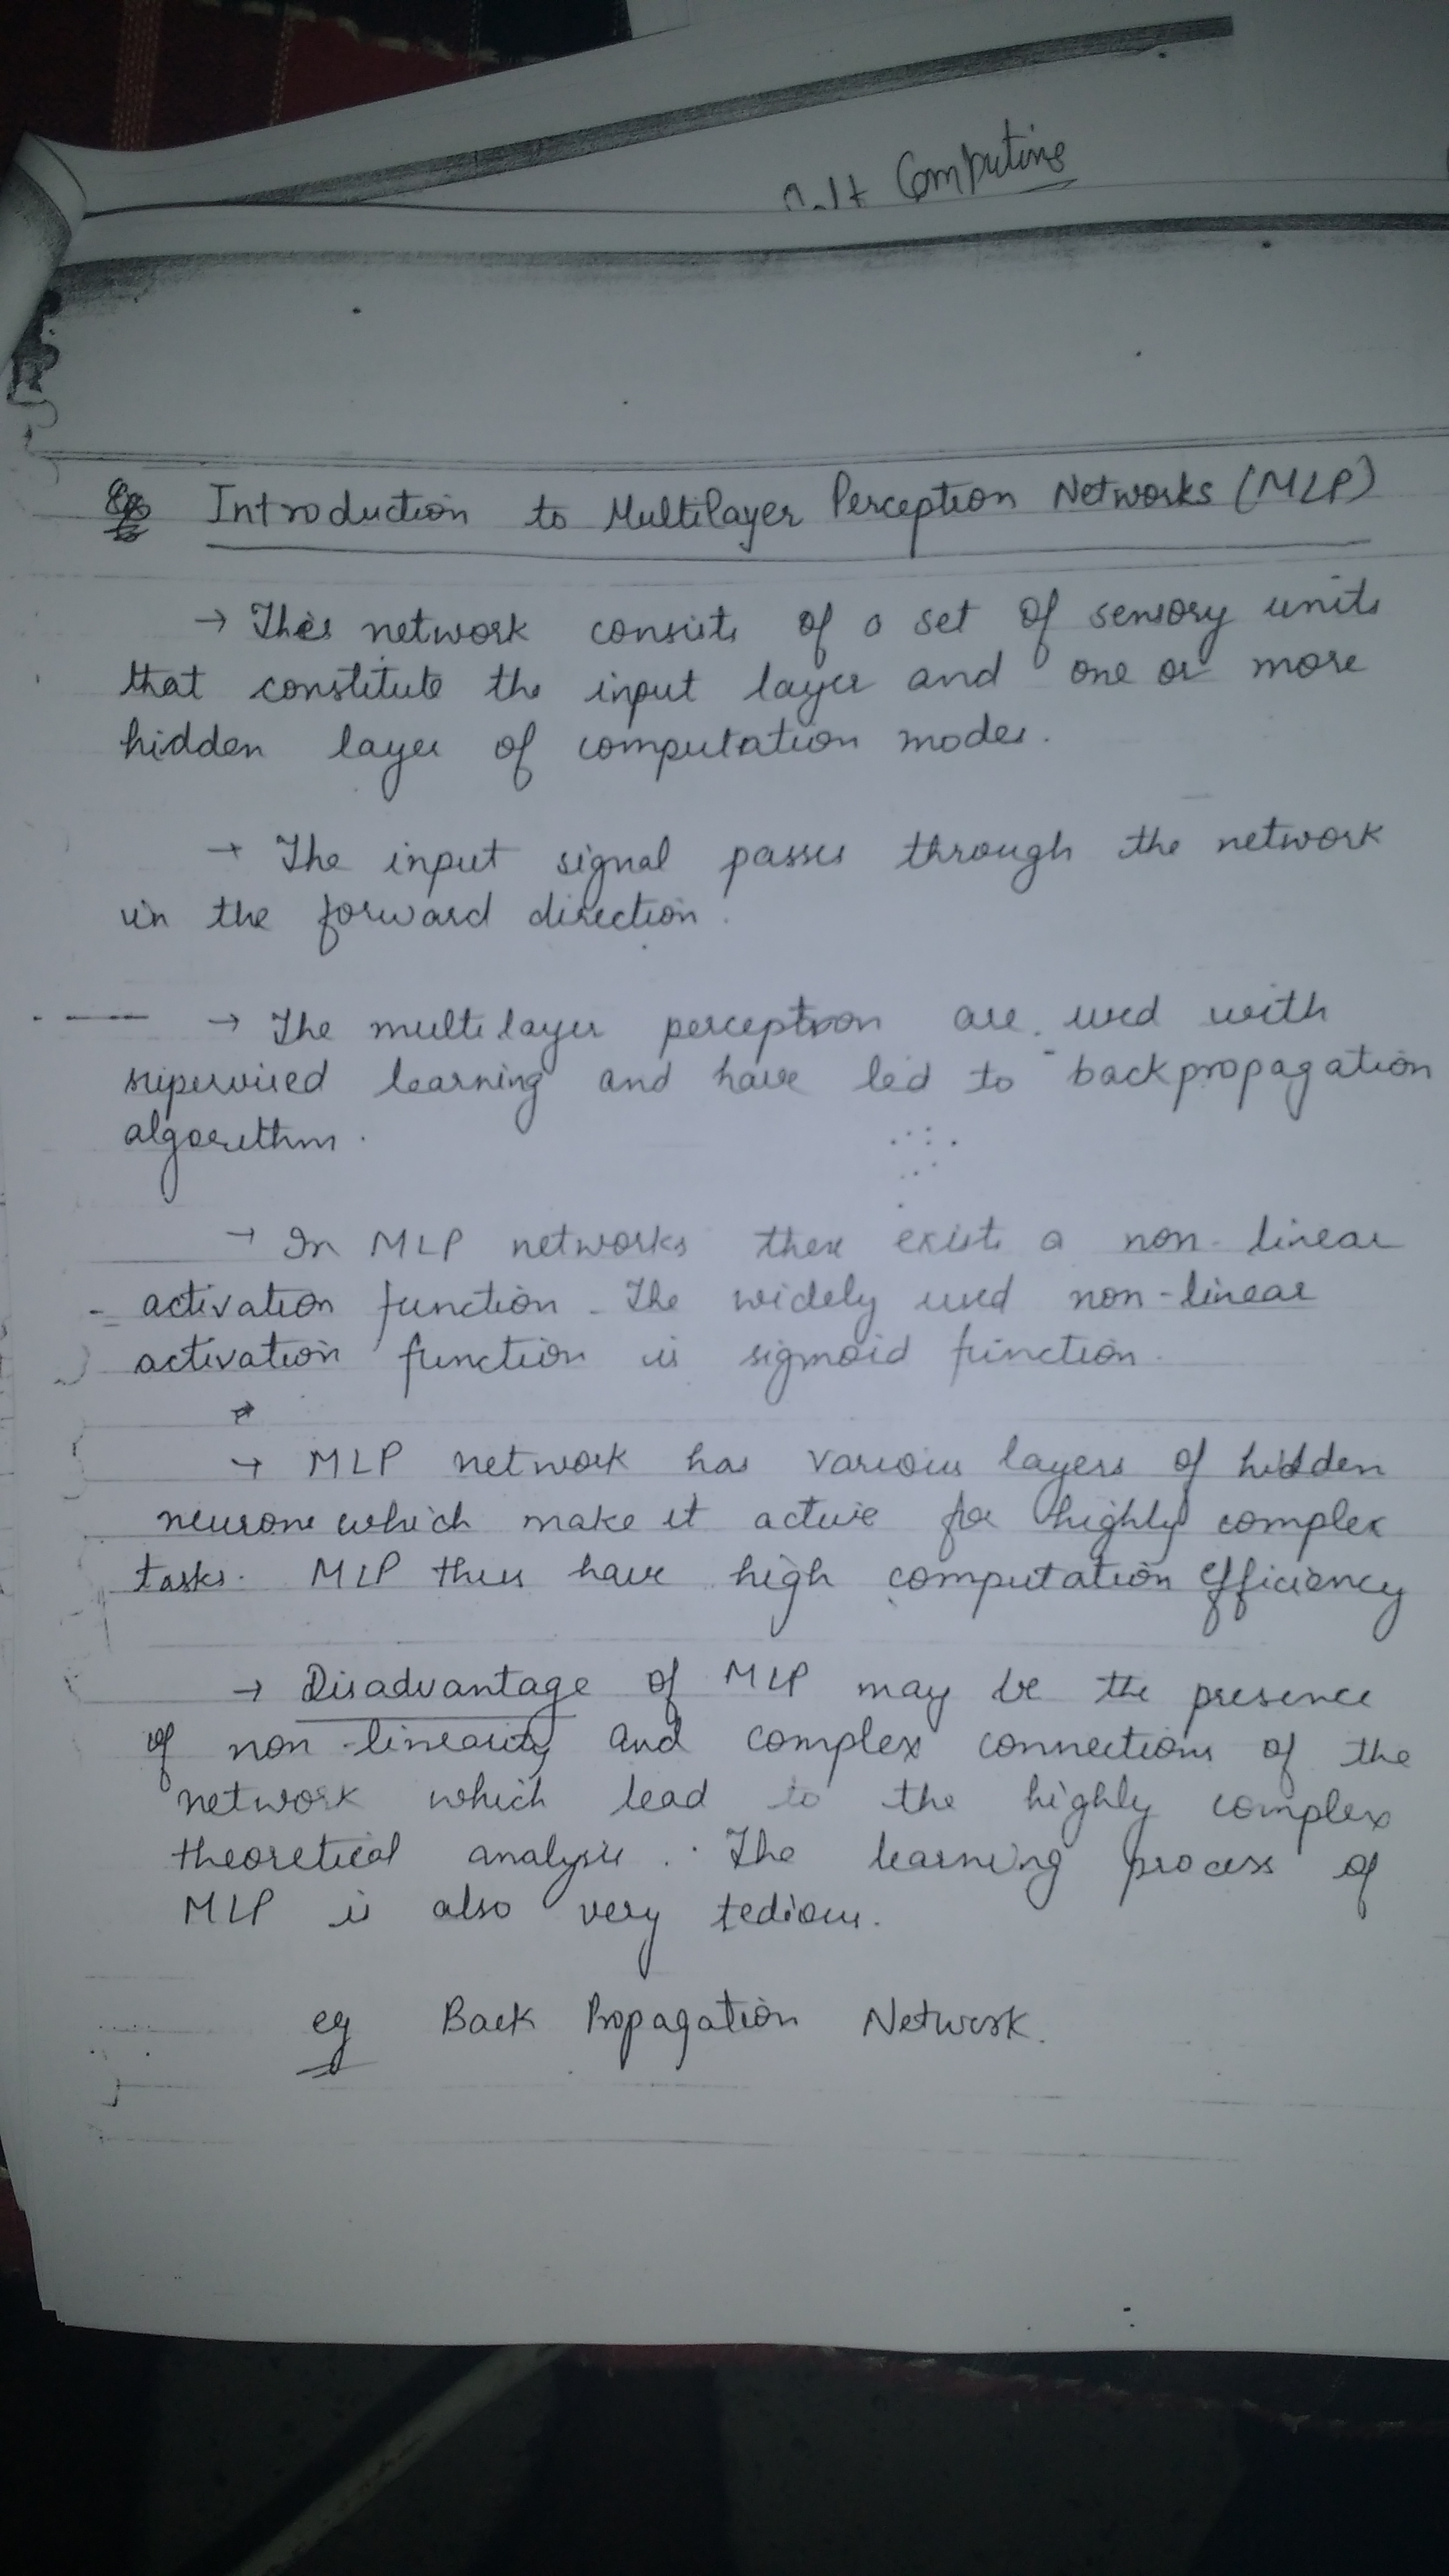 Computing
Introduction to Multilayer Perception Networks (MLP)
→ This network consists of a set of sensory units
that constitute the input layer and one or more
hidden layer of computation modes.
→ The input signal passes through the network
in the forward direction.
→ The multilayer perceptron are used with
supervised learning and have led to backpropagation
algorithm.
→ In MLP networks there exists a non-linear
activation function. The widely used non-linear
activation function is sigmoid function.
→ MLP network has various layers of hidden
neurons which make it active for highly complex
tasks. MLP thus have high computation efficiency
→ Disadvantage of MLP may be the presence
of non-linearity and complex connections of the
network which lead to the highly complex
theoretical analysis. The learning process of
MLP is also very tedious.
eg Back Propagation Network.